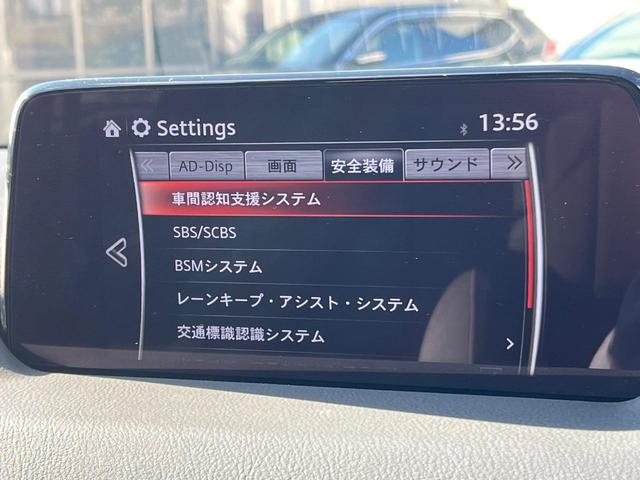 Settings 13:56
AD-Disp 画面 安全装備 サウンド
車間認知支援システム
SBS/SCBS
BSMシステム
レーンキープ・アシスト・システム
交通標識認識システム